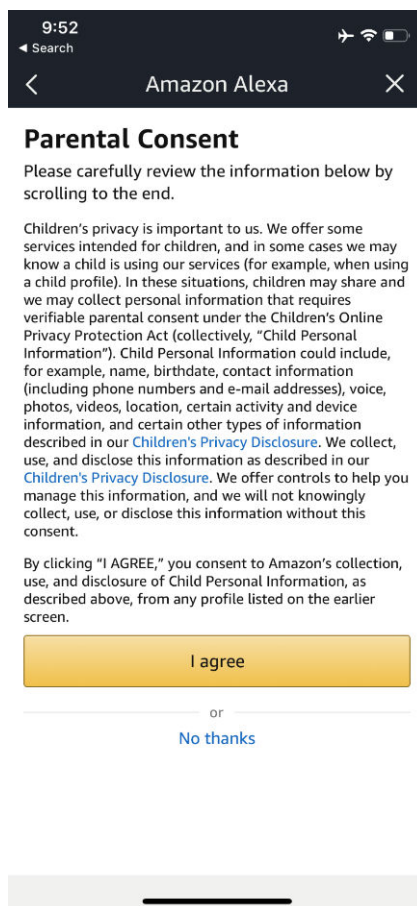 9:52
◀ Search
Amazon Alexa
Parental Consent
Please carefully review the information below by
scrolling to the end.
Children's privacy is important to us. We offer some
services intended for children, and in some cases we may
know a child is using our services (for example, when using
a child profile). In these situations, children may share and
we may collect personal information that requires
verifiable parental consent under the Children's Online
Privacy Protection Act (collectively, “Child Personal
Information”). Child Personal Information could include,
for example, name, birthdate, contact information
(including phone numbers and e-mail addresses), voice,
photos, videos, location, certain activity and device
information, and certain other types of information
described in our Children's Privacy Disclosure. We collect,
use, and disclose this information as described in our
Children's Privacy Disclosure. We offer controls to help you
manage this information, and we will not knowingly
collect, use, or disclose this information without this
consent.
By clicking “I AGREE,” you consent to Amazon's collection,
use, and disclosure of Child Personal Information, as
described above, from any profile listed on the earlier
screen.
I agree
or
No thanks